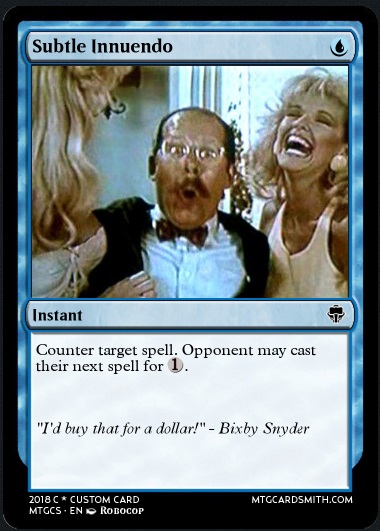 Subtle Innuendo
Instant
Counter target spell. Opponent may cast
their next spell for 1.
"I'd buy that for a dollar!" - Bixby Snyder
2018 C * CUSTOM CARD
MTGCARDSMITH.COM
MTGCS · EN ROBOCOP